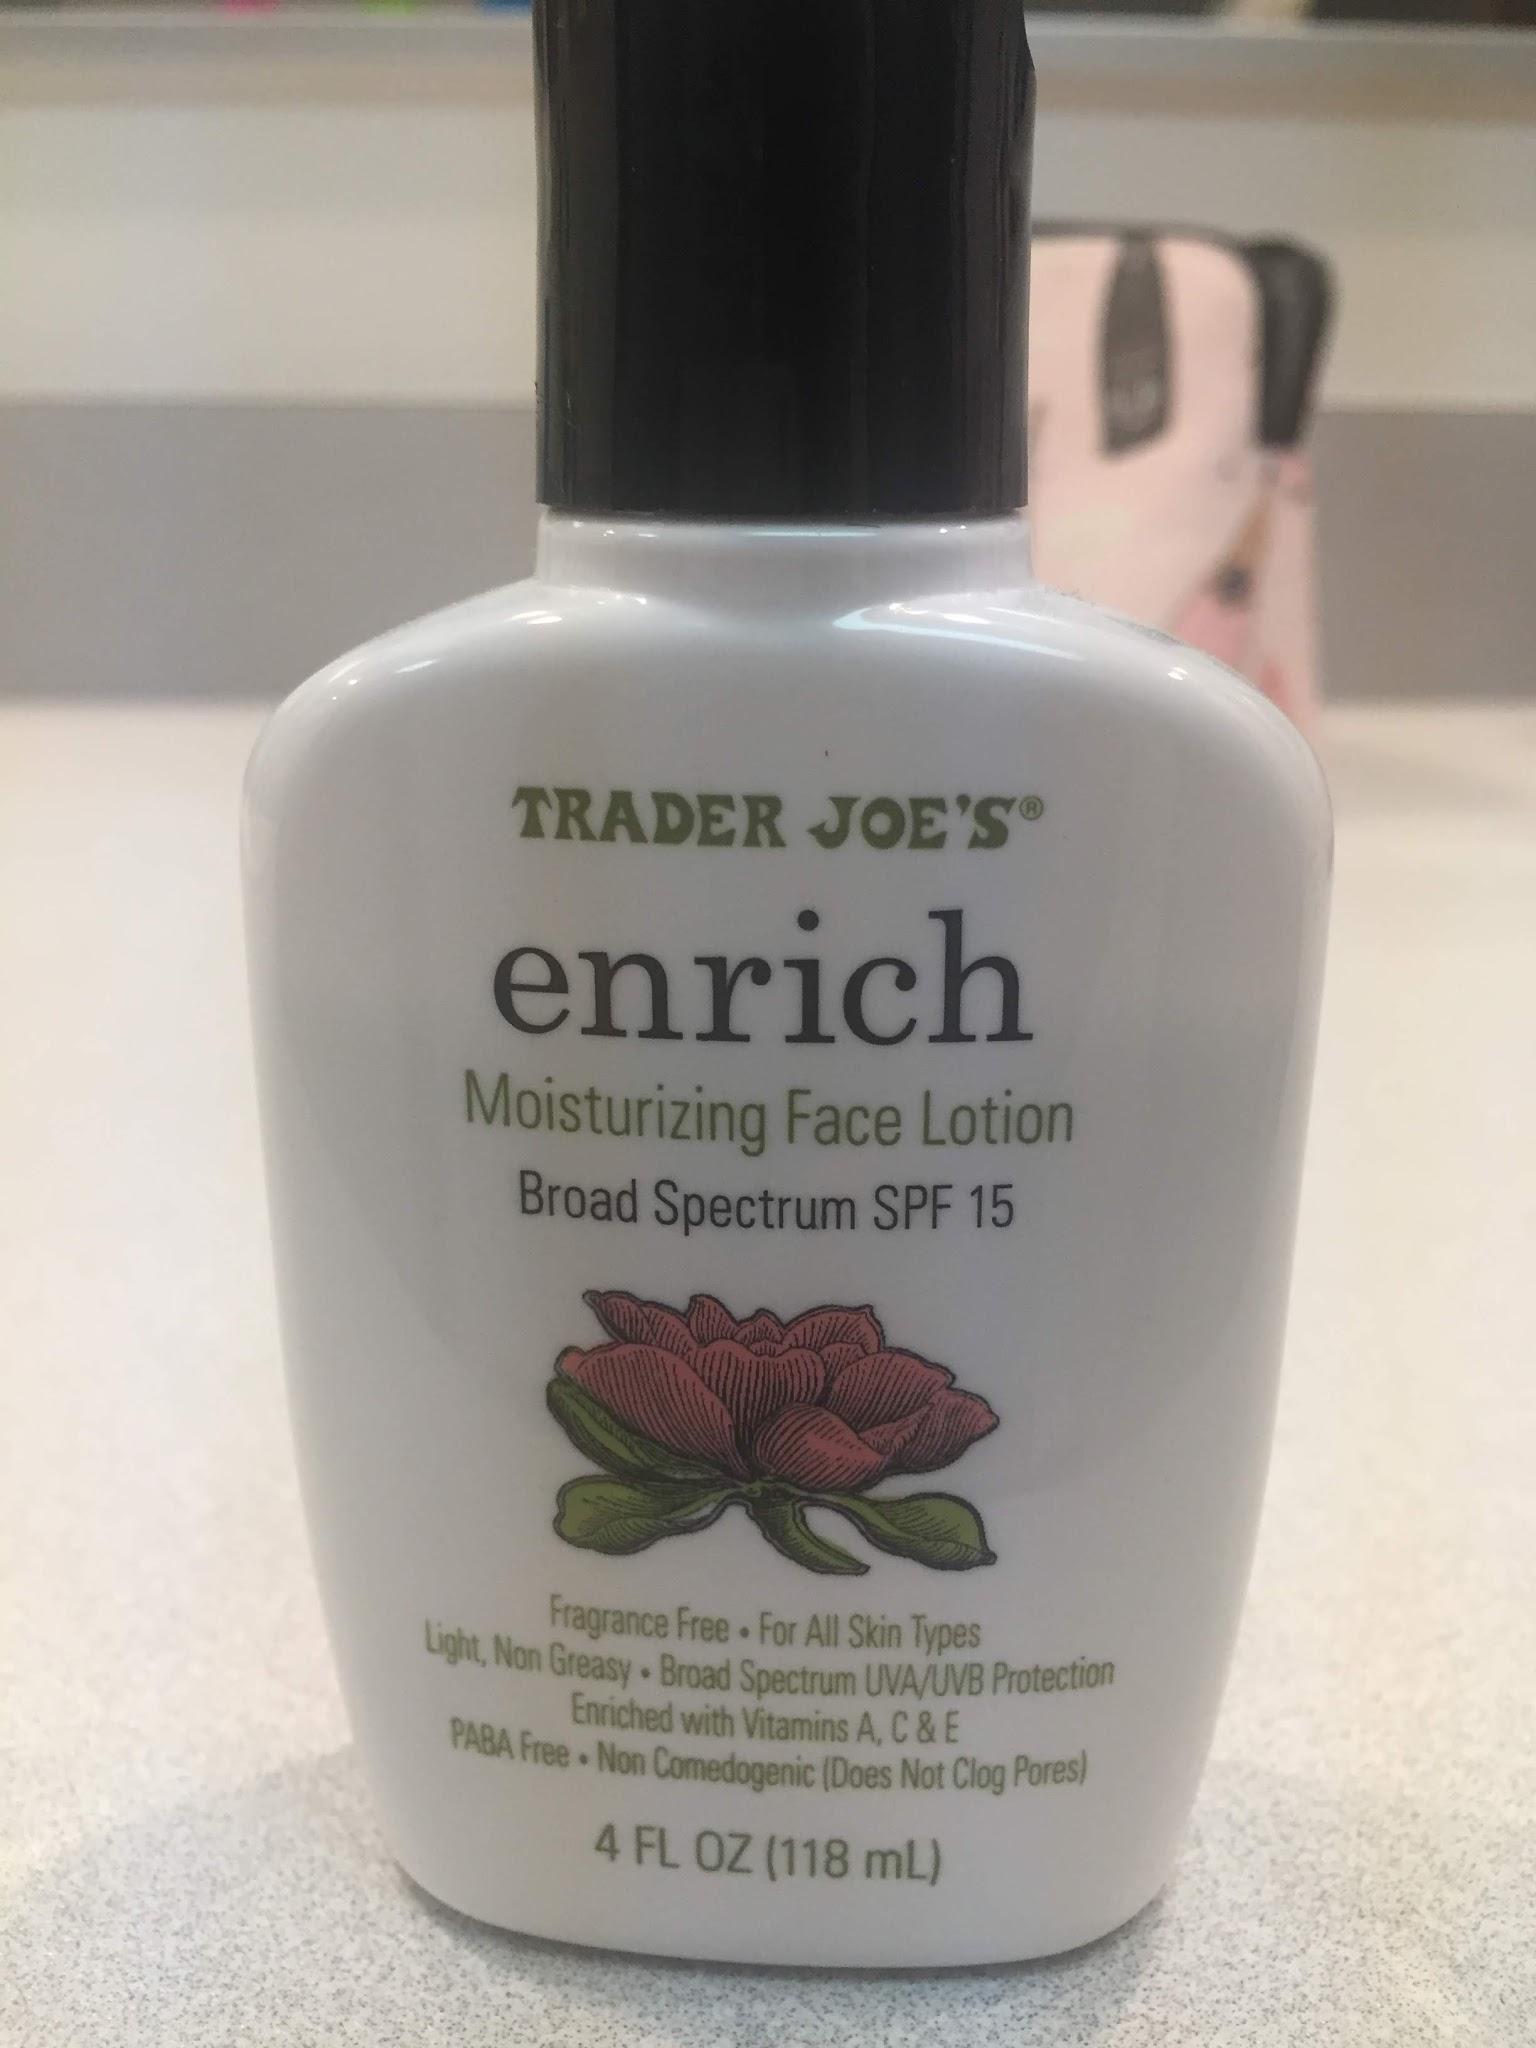 TRADER JOE'S®
enrich
Moisturizing Face Lotion
Broad Spectrum SPF 15
Fragrance Free • For All Skin Types
Light, Non Greasy • Broad Spectrum UVA/UVB Protection
Enriched with Vitamins A, C & E
PABA Free • Non Comedogenic (Does Not Clog Pores)
4 FL OZ (118 mL)